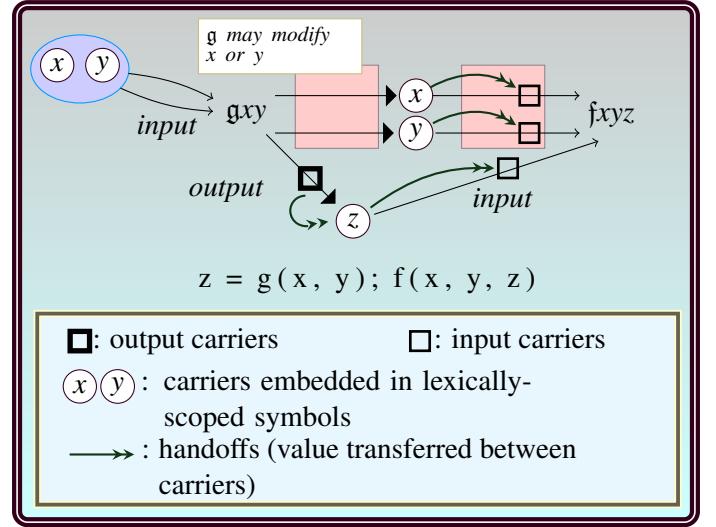 𝔤 may modify
x or y
x y
input
𝔤xy
x
y
𝔣xyz
output
input
z
z = g(x, y); f(x, y, z)
: output carriers
: input carriers
x y : carriers embedded in lexically-
scoped symbols
: handoffs (value transferred between
carriers)